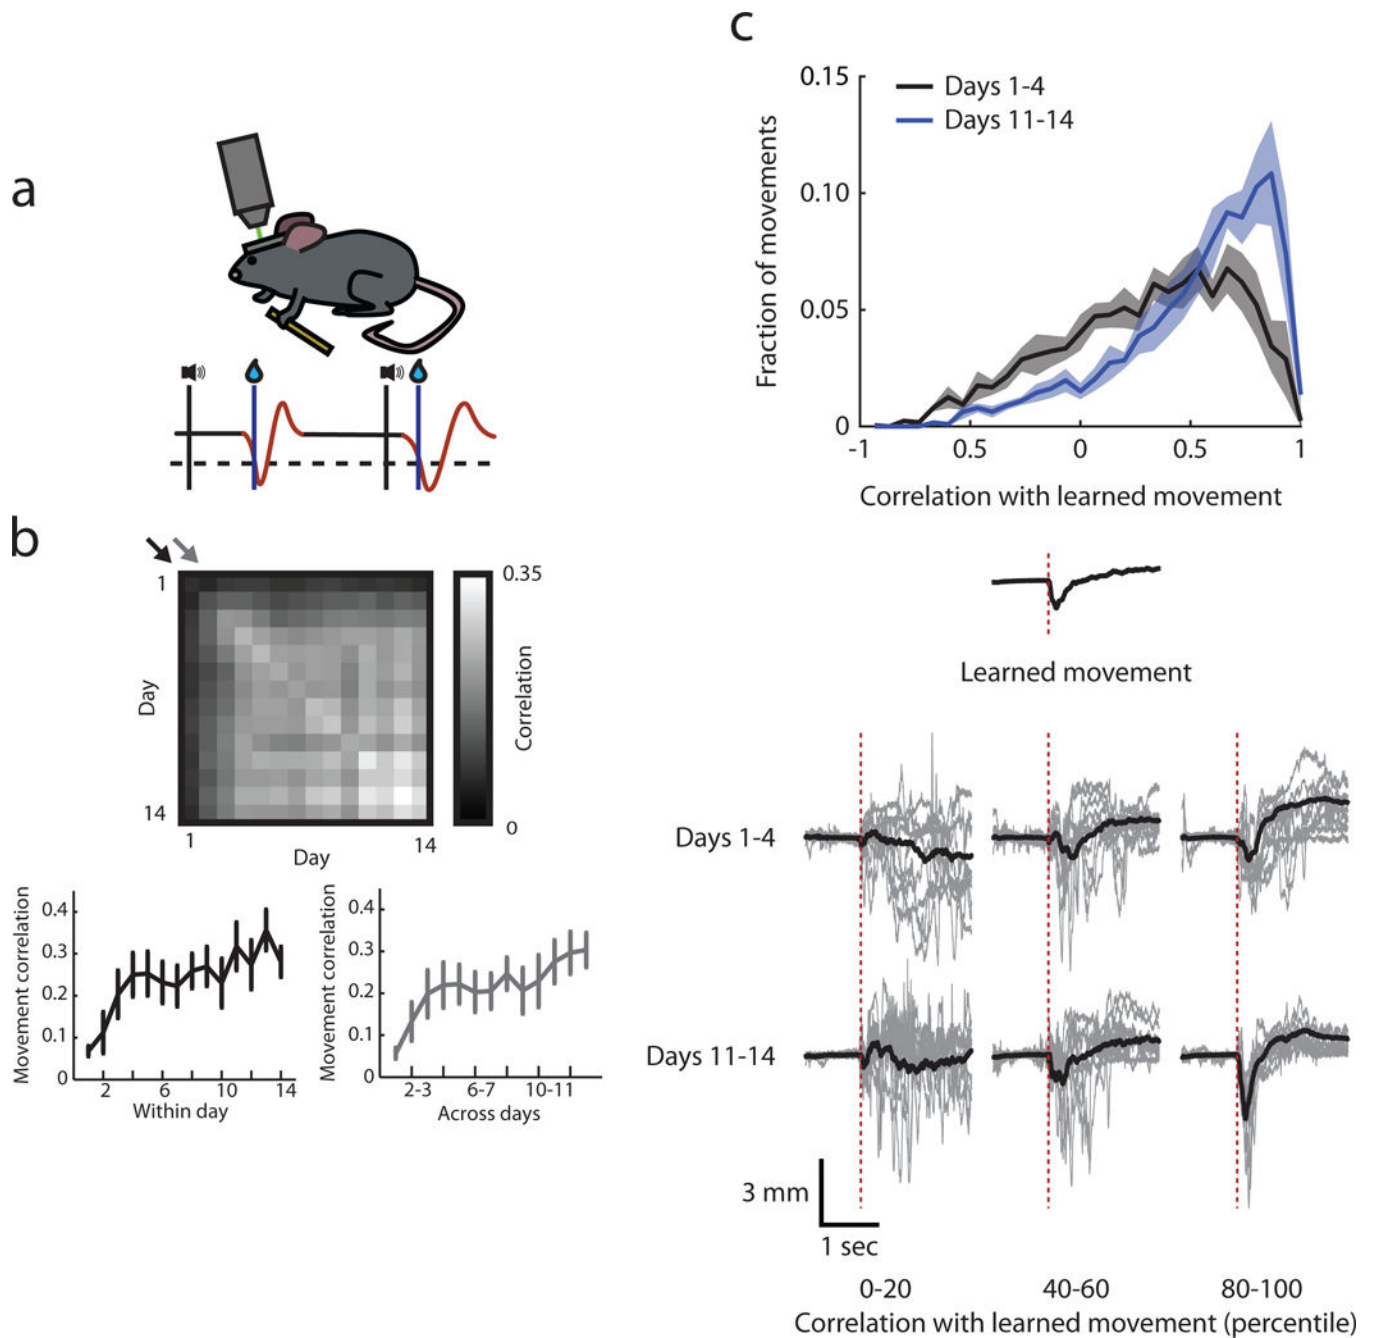 a
b
1
14
Day
1
14
Day
0.35
0
Correlation
Movement correlation
0.4
0.3
0.2
0.1
0
2
6
10
14
Within day
Movement correlation
0.4
0.3
0.2
0.1
0
2-3
6-7
10-11
Across days
c
Days 1-4
Days 11-14
Fraction of movements
0.15
0.10
0.05
0
-1
0.5
0
0.5
1
Correlation with learned movement
Learned movement
Days 1-4
Days 11-14
3 mm
1 sec
0-20
40-60
80-100
Correlation with learned movement (percentile)